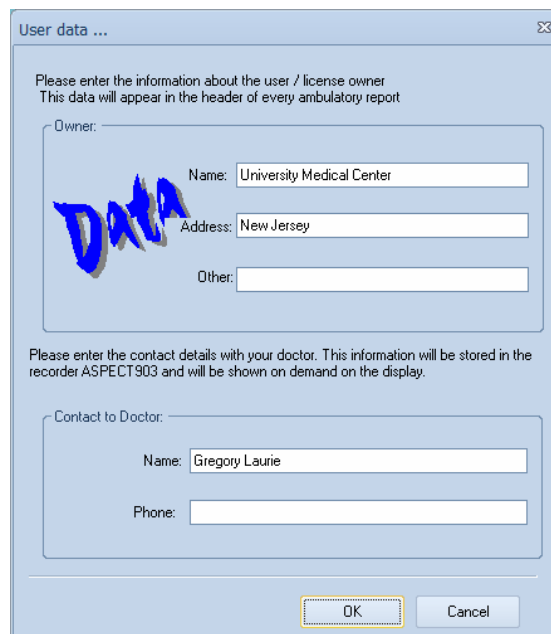 User data ...
Please enter the information about the user / license owner
This data will appear in the header of every ambulatory report
Owner:
Data
Name: University Medical Center
Address: New Jersey
Other:
Please enter the contact details with your doctor. This information will be stored in the
recorder ASPECT903 and will be shown on demand on the display.
Contact to Doctor:
Name: Gregory Laurie
Phone:
OK Cancel